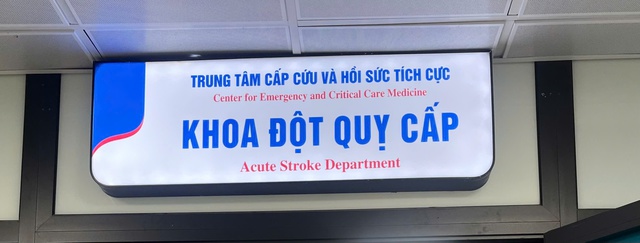 TRUNG TÂM CẤP CỨU VÀ HỒI SỨC TÍCH CỰC
Center for Emergency and Critical Care Medicine
KHOA ĐỘT QUỴ CẤP
Acute Stroke Department